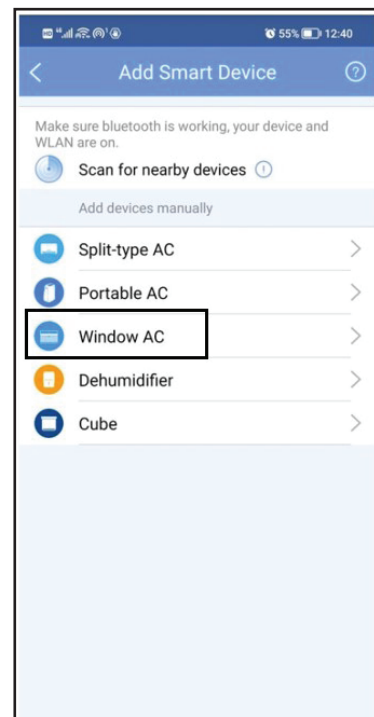 55% 12:40
Add Smart Device
Make sure bluetooth is working, your device and
WLAN are on.
Scan for nearby devices
Add devices manually
Split-type AC
Portable AC
Window AC
Dehumidifier
Cube